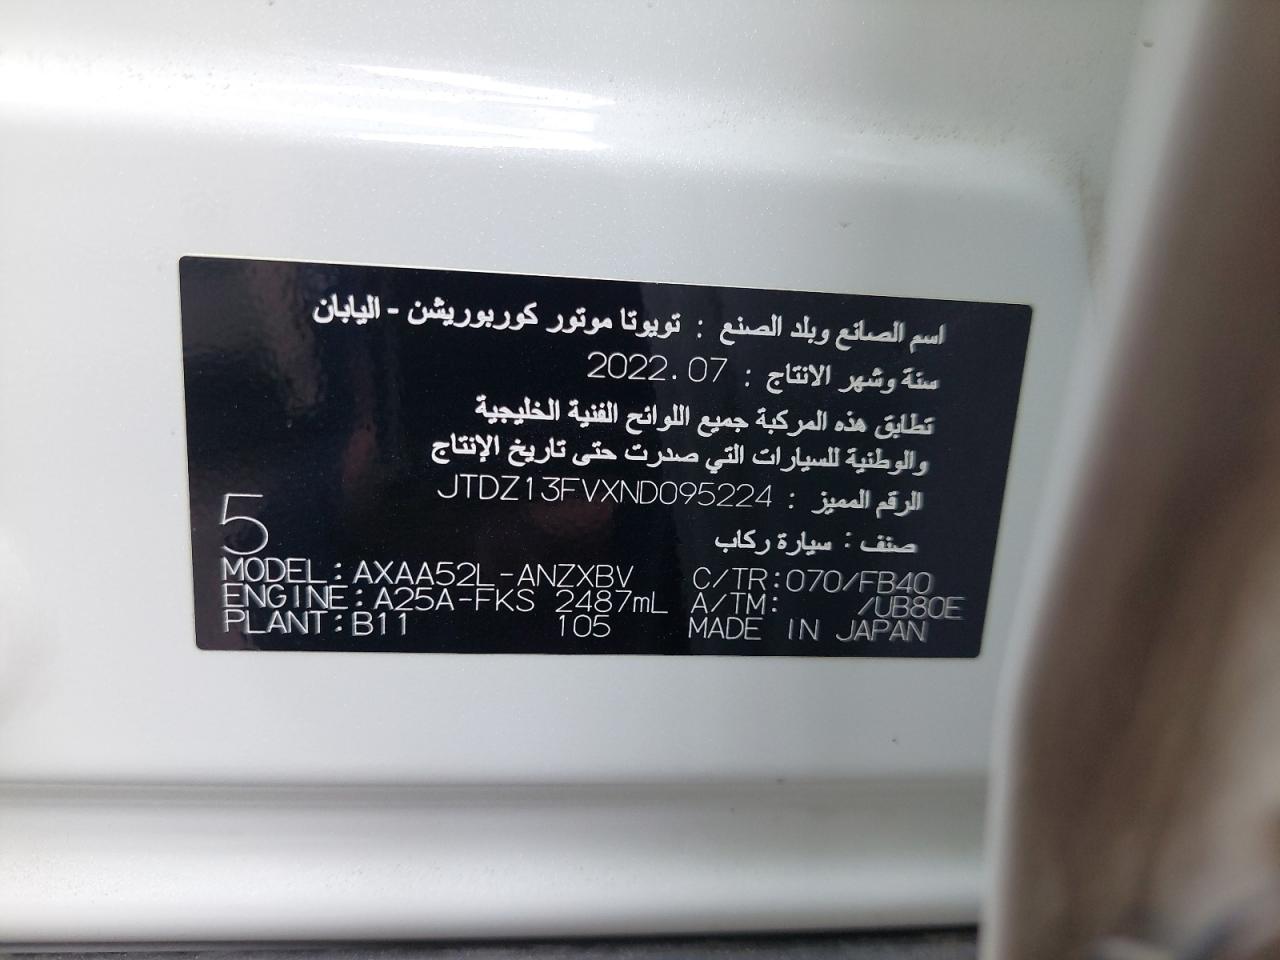 اسم الصانع وبلد الصنع : تويوتا موتور كوربوريشن - اليابان
سنة وشهر الانتاج : 2022.07
تطابق هذه المركبة جميع اللوائح الفنية الخليجية
والوطنية للسيارات التي صدرت حتى تاريخ الإنتاج
الرقم المميز : JTDZ13FVXND095224
صنف : سيارة ركاب
5
MODEL:AXAA52L-ANZXBV C/TR:070/FB40
ENGINE:A25A-FKS 2487mL A/TM: /UB80E
PLANT:B11 105 MADE IN JAPAN